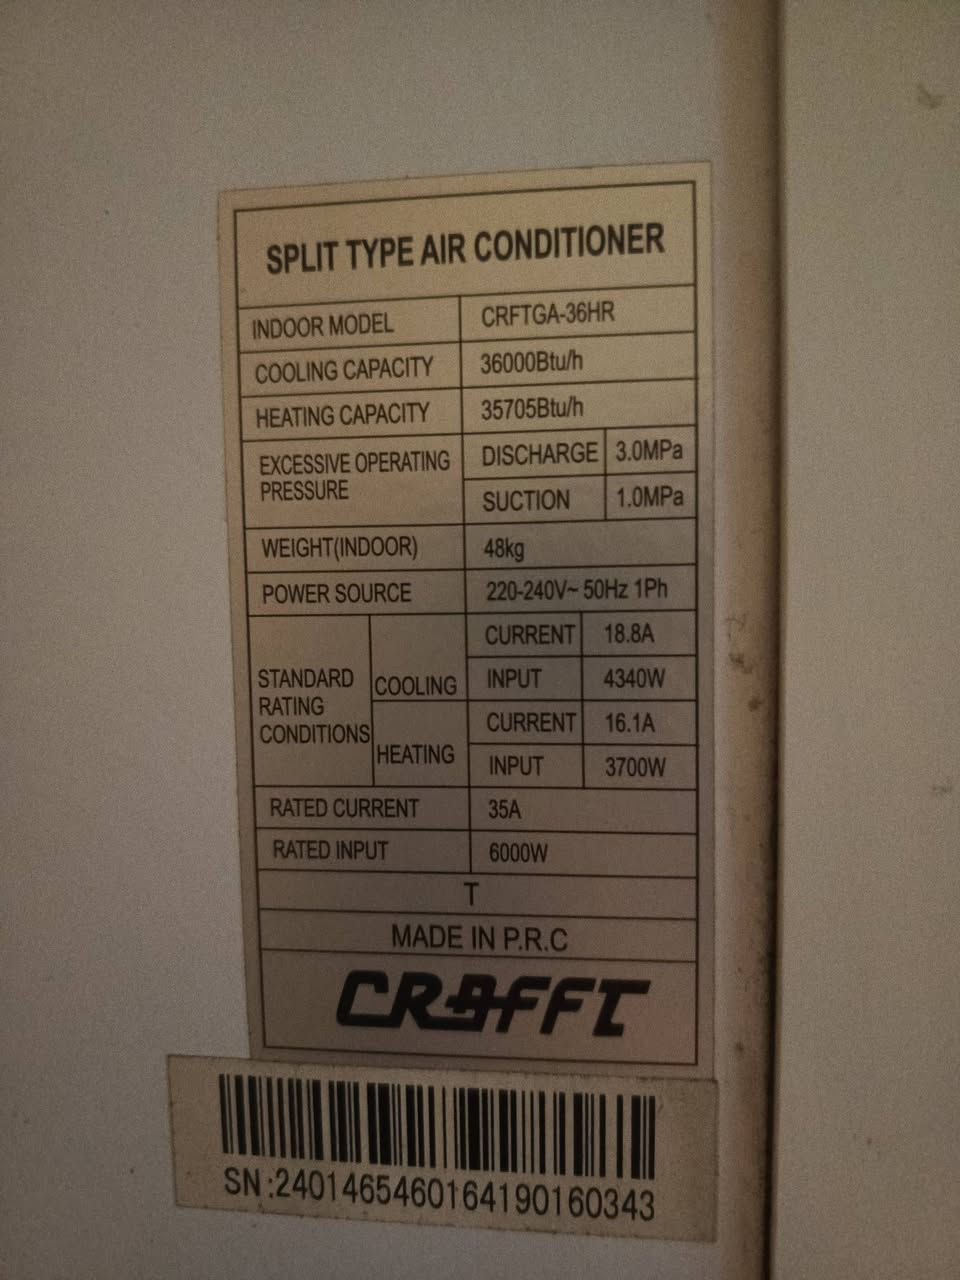 SPLIT TYPE AIR CONDITIONER
INDOOR MODEL CRFTGA-36HR
COOLING CAPACITY 36000Btu/h
HEATING CAPACITY 35705Btu/h
EXCESSIVE OPERATING PRESSURE DISCHARGE 3.0MPa
SUCTION 1.0MPa
WEIGHT(INDOOR) 48kg
POWER SOURCE 220-240V~ 50Hz 1Ph
STANDARD RATING CONDITIONS COOLING CURRENT 18.8A
INPUT 4340W
HEATING CURRENT 16.1A
INPUT 3700W
RATED CURRENT 35A
RATED INPUT 6000W
T
MADE IN P.R.C
CRAFFT
SN:2401465460164190160343